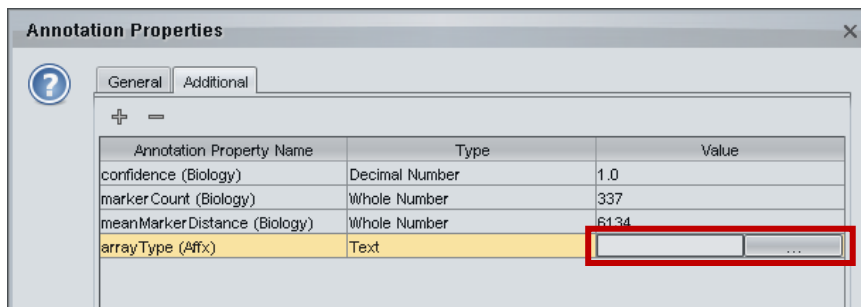 Annotation Properties
?
General Additional
Annotation Property Name Type Value
confidence (Biology) Decimal Number 1.0
markerCount (Biology) Whole Number 337
meanMarkerDistance (Biology) Whole Number 6134
arrayType (Affx) Text ...